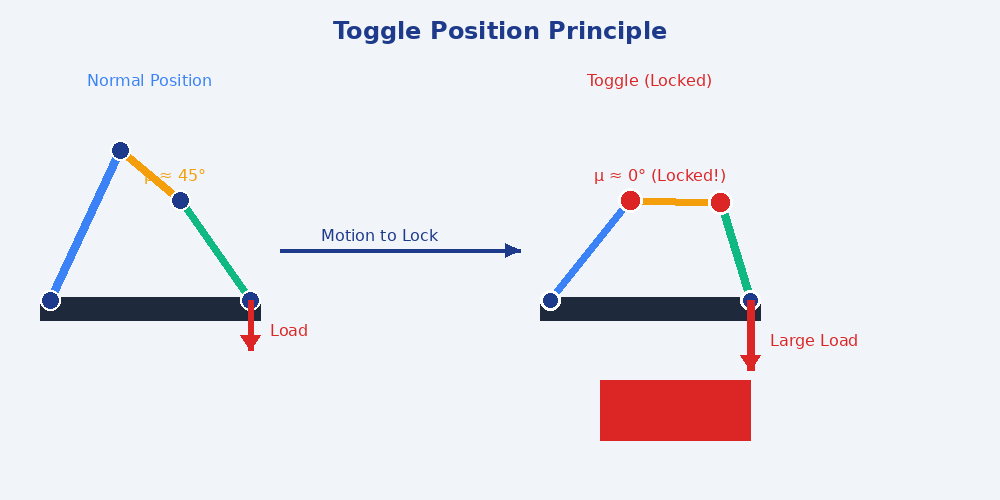 Toggle Position Principle
Normal Position
Toggle (Locked)
μ ≈ 45°
μ ≈ 0° (Locked!)
Motion to Lock
Load
Large Load